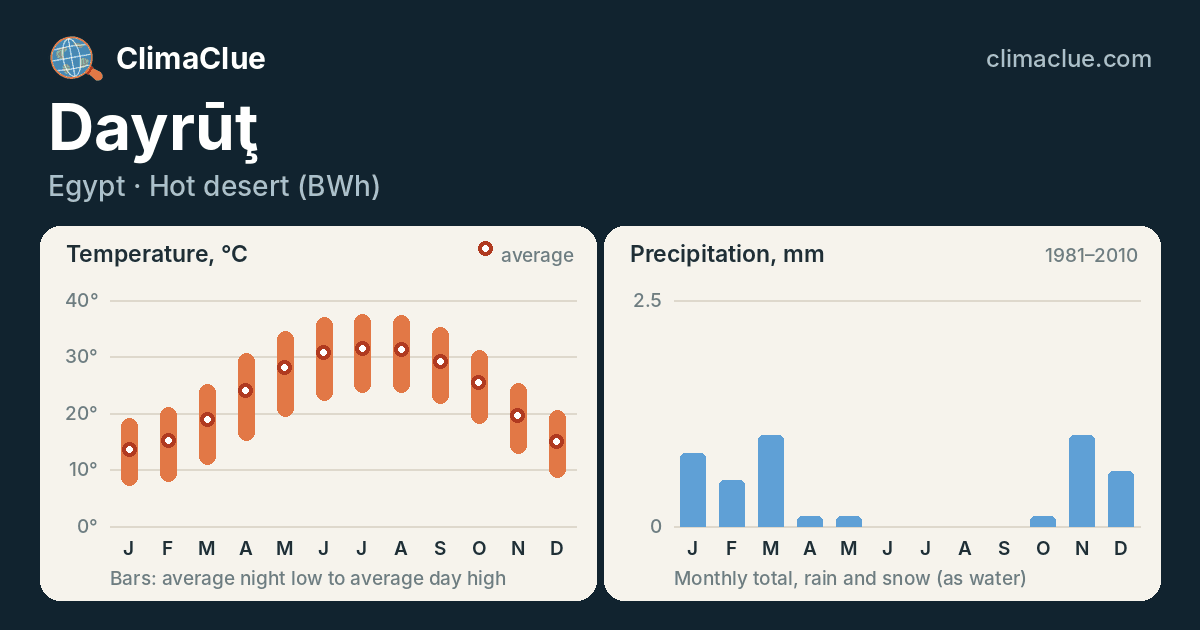 ClimaClue
climaclue.com
Dayrūţ
Egypt · Hot desert (BWh)
Temperature, °C
average
40°
30°
20°
10°
0°
J F M A M J J A S O N D
Bars: average night low to average day high
Precipitation, mm
1981–2010
2.5
0
J F M A M J J A S O N D
Monthly total, rain and snow (as water)